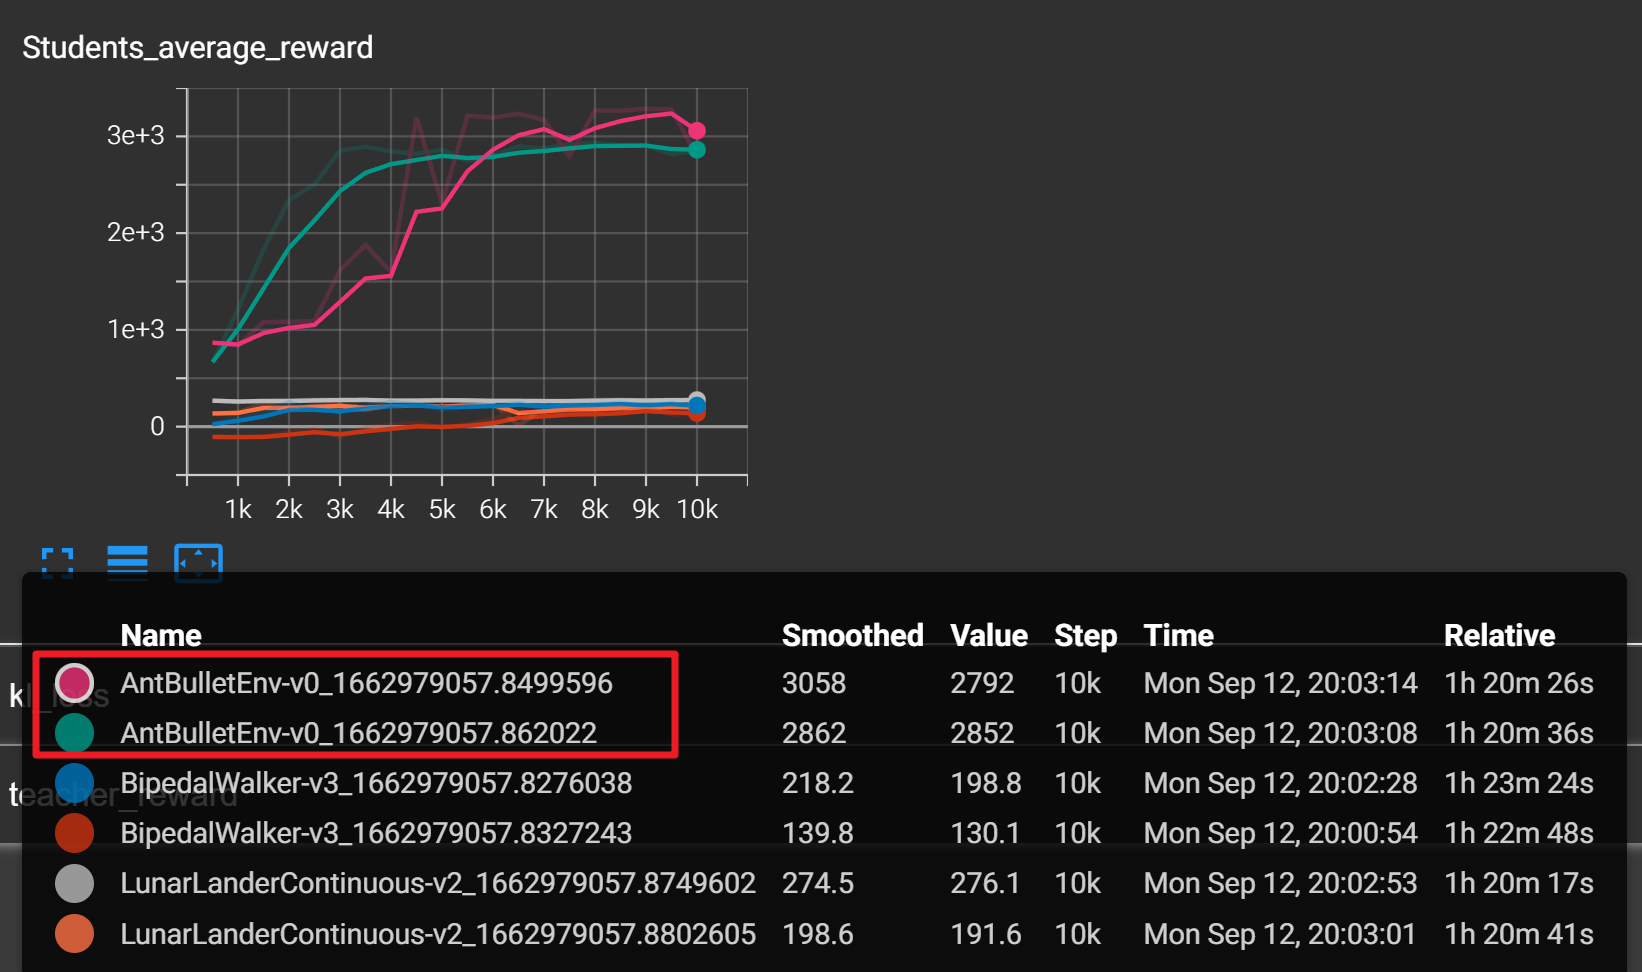 Students_average_reward
3e+3
2e+3
1e+3
0
1k 2k 3k 4k 5k 6k 7k 8k 9k 10k
Name Smoothed Value Step Time Relative
AntBulletEnv-v0_1662979057.8499596 3058 2792 10k Mon Sep 12, 20:03:14 1h 20m 26s
kl_loss
AntBulletEnv-v0_1662979057.862022 2862 2852 10k Mon Sep 12, 20:03:08 1h 20m 36s
BipedalWalker-v3_1662979057.8276038 218.2 198.8 10k Mon Sep 12, 20:02:28 1h 23m 24s
teacher_reward
BipedalWalker-v3_1662979057.8327243 139.8 130.1 10k Mon Sep 12, 20:00:54 1h 22m 48s
LunarLanderContinuous-v2_1662979057.8749602 274.5 276.1 10k Mon Sep 12, 20:02:53 1h 20m 17s
LunarLanderContinuous-v2_1662979057.8802605 198.6 191.6 10k Mon Sep 12, 20:03:01 1h 20m 41s